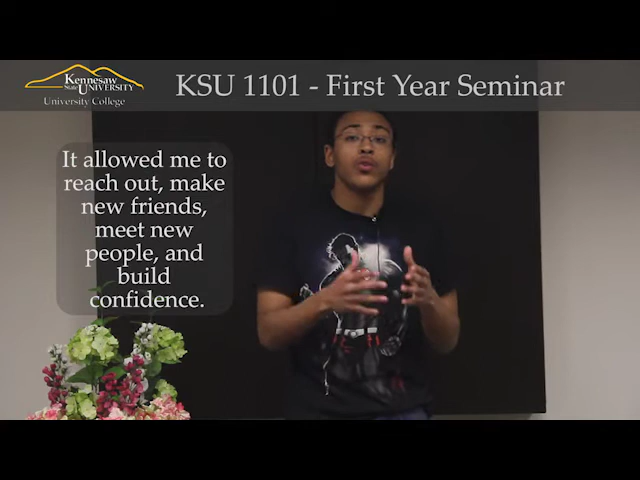 Kennesaw
State UNIVERSITY
University College
KSU 1101 - First Year Seminar
It allowed me to
reach out, make
new friends,
meet new
people, and
build
confidence.